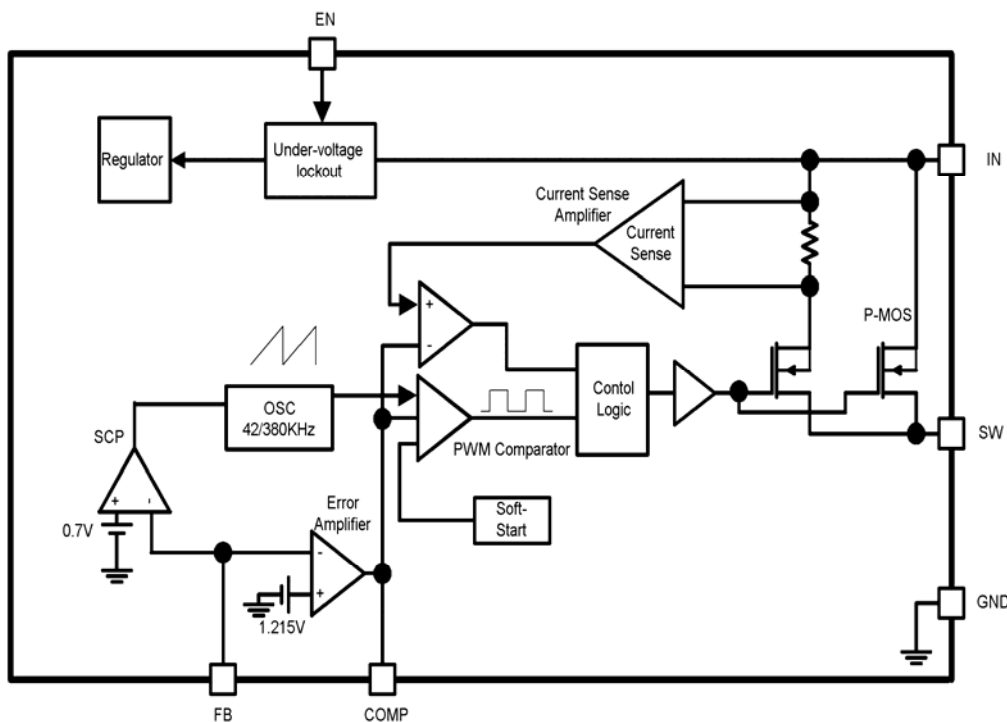 EN
Regulator
Under-voltage
lockout
IN
Current Sense
Amplifier
Current
Sense
P-MOS
+
-
OSC
42/380KHz
Contol
Logic
PWM Comparator
SW
SCP
+ -
0.7V
Error
Amplifier
Soft-
Start
-
+
1.215V
GND
FB
COMP